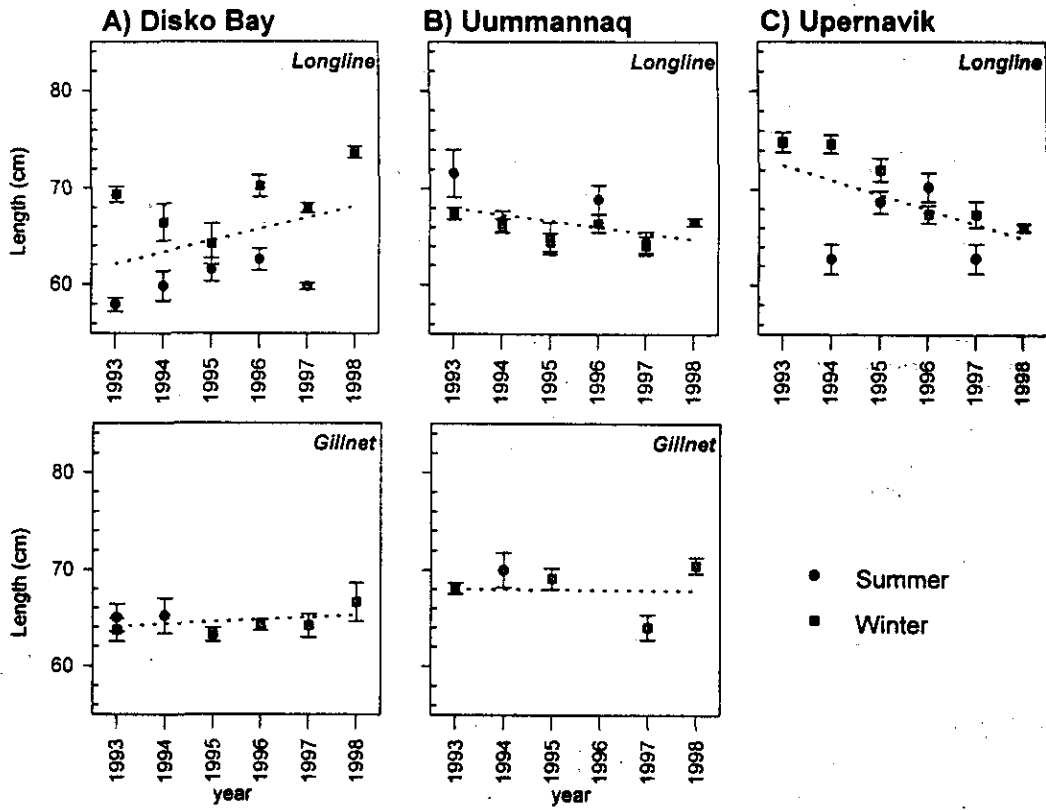 A) Disko Bay
B) Uummannaq
C) Upernavik
Longline
Longline
Longline
Length (cm)
80
70
60
1993
1994
1995
1996
1997
1998
1993
1994
1995
1996
1997
1998
1993
1994
1995
1996
1997
1998
Gillnet
Gillnet
Length (cm)
80
70
60
1993
1994
1995
1996
1997
1998
year
1993
1994
1995
1996
1997
1998
year
Summer
Winter